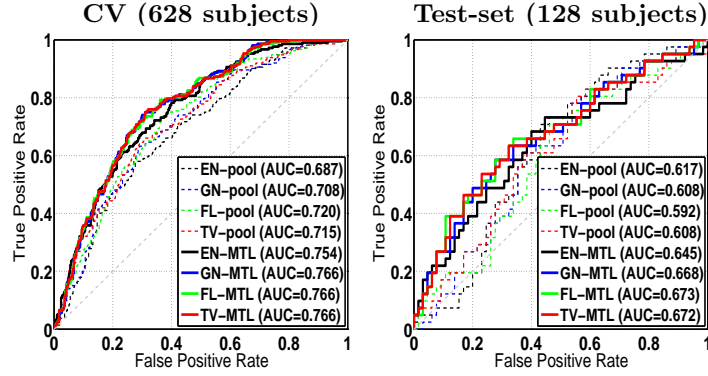 CV (628 subjects)
Test-set (128 subjects)
True Positive Rate
1
0.8
0.6
0.4
0.2
0
EN-pool (AUC=0.687)
GN-pool (AUC=0.708)
FL-pool (AUC=0.720)
TV-pool (AUC=0.715)
EN-MTL (AUC=0.754)
GN-MTL (AUC=0.766)
FL-MTL (AUC=0.766)
TV-MTL (AUC=0.766)
0 0.2 0.4 0.6 0.8 1
False Positive Rate
True Positive Rate
1
0.8
0.6
0.4
0.2
0
EN-pool (AUC=0.617)
GN-pool (AUC=0.608)
FL-pool (AUC=0.592)
TV-pool (AUC=0.608)
EN-MTL (AUC=0.645)
GN-MTL (AUC=0.668)
FL-MTL (AUC=0.673)
TV-MTL (AUC=0.672)
0 0.2 0.4 0.6 0.8 1
False Positive Rate